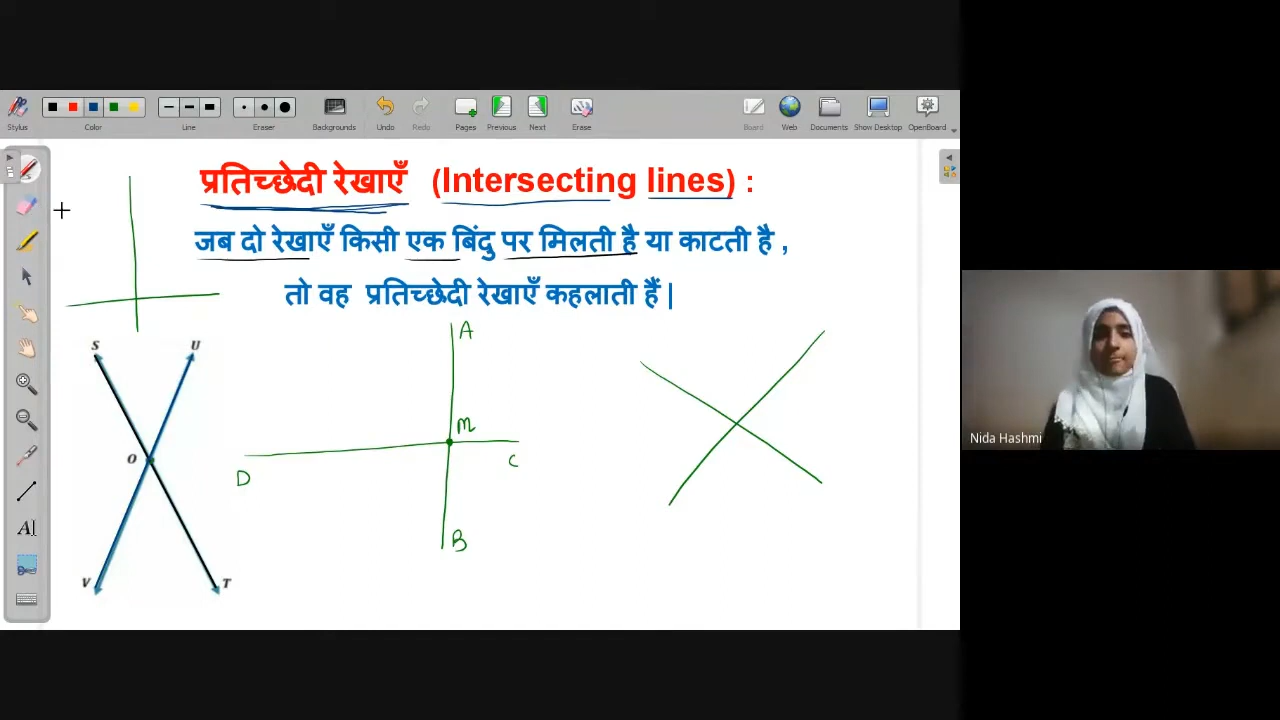 Stylus Color Line Eraser Backgrounds Undo Redo Pages Previous Next Erase Board Web Documents Show Desktop OpenBoard
प्रतिच्छेदी रेखाएँ (Intersecting lines) :
जब दो रेखाएँ किसी एक बिंदु पर मिलती है या काटती है ,
तो वह प्रतिच्छेदी रेखाएँ कहलाती हैं |
A
S U
M
O
C
D
B
V T
Nida Hashmi